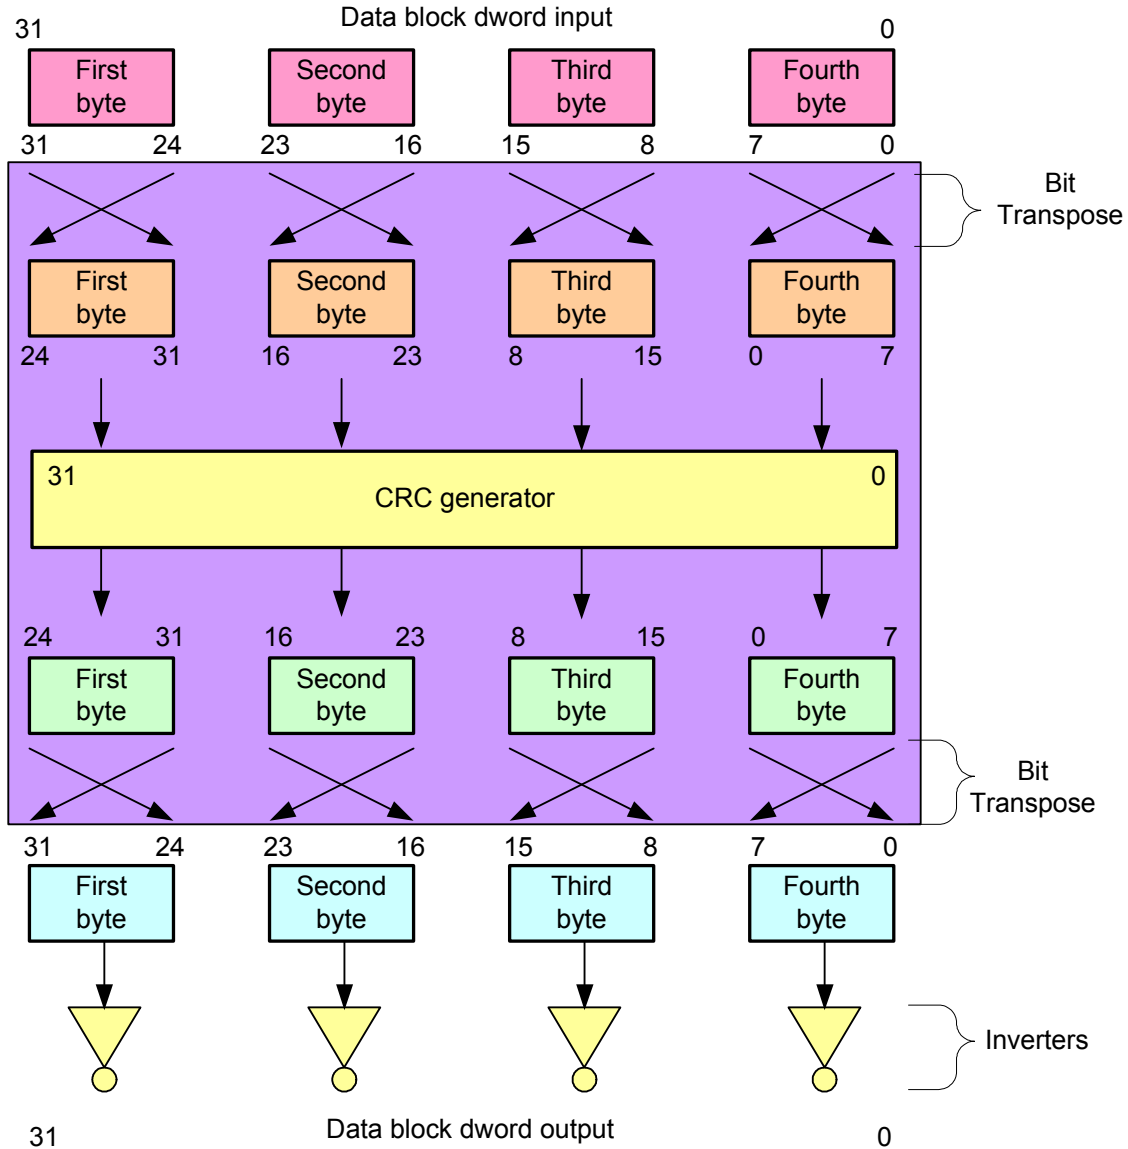 Data block dword input
31 0
First byte Second byte Third byte Fourth byte
31 24 23 16 15 8 7 0
Bit
Transpose
First byte Second byte Third byte Fourth byte
24 31 16 23 8 15 0 7
31 0
CRC generator
24 31 16 23 8 15 0 7
First byte Second byte Third byte Fourth byte
Bit
Transpose
31 24 23 16 15 8 7 0
First byte Second byte Third byte Fourth byte
Inverters
Data block dword output
31 0